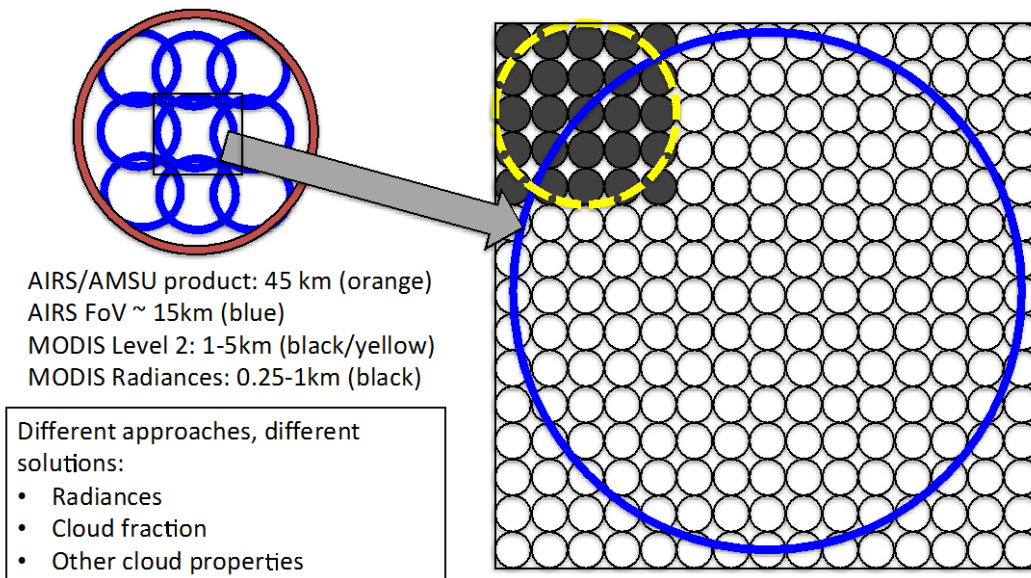 AIRS/AMSU product: 45 km (orange)
AIRS FoV ~ 15km (blue)
MODIS Level 2: 1-5km (black/yellow)
MODIS Radiances: 0.25-1km (black)
Different approaches, different
solutions:
• Radiances
• Cloud fraction
• Other cloud properties